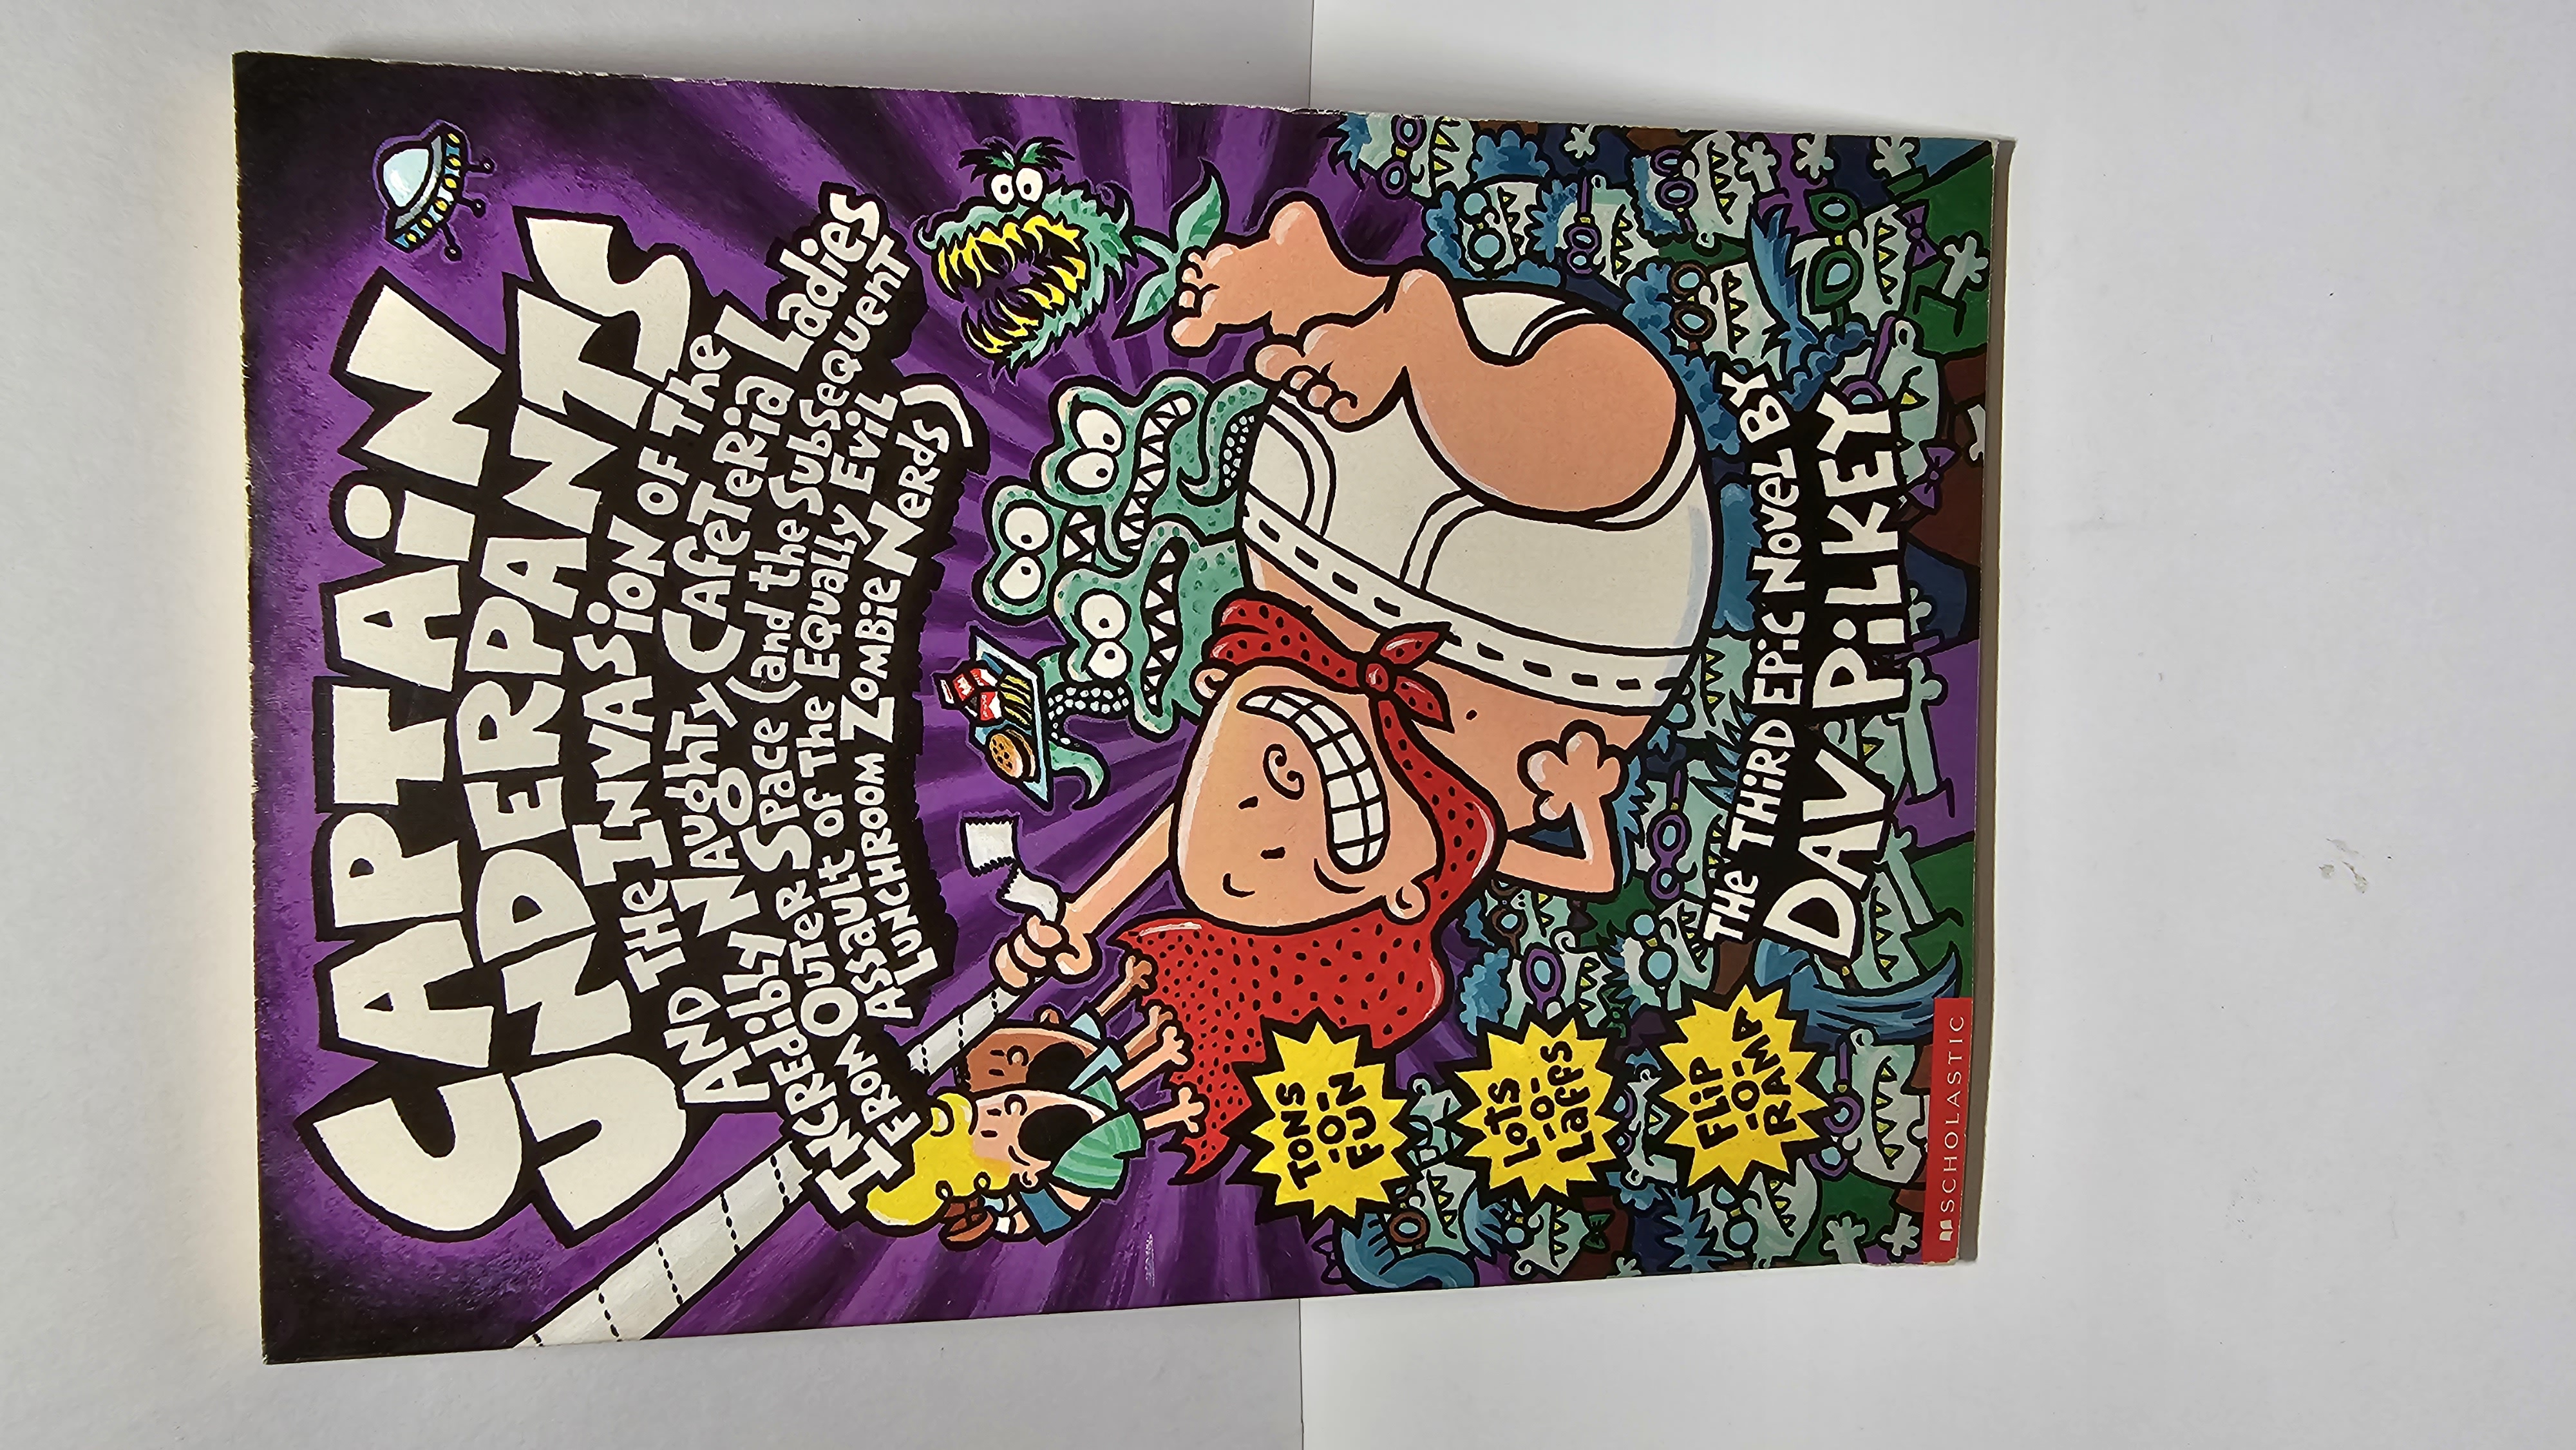 CAPTAiN
UNDERPANTS
AND THE INVASiON OF THe
INCREdiBLy NAughTy CAFeTeRia Ladies
FROM OUTeR SPace (and the SubseqUenT
AssauLT oF THe EQUaLLy EviL
LUNCHROOM ZOMBie NeRds)
TONS
-O-
FUN
LOTs
-o-
LaFFs
FLiP
-O-
RAMA
THe THiRD EPiC NOVeL BY
DAV PiLKEY
SCHOLASTIC